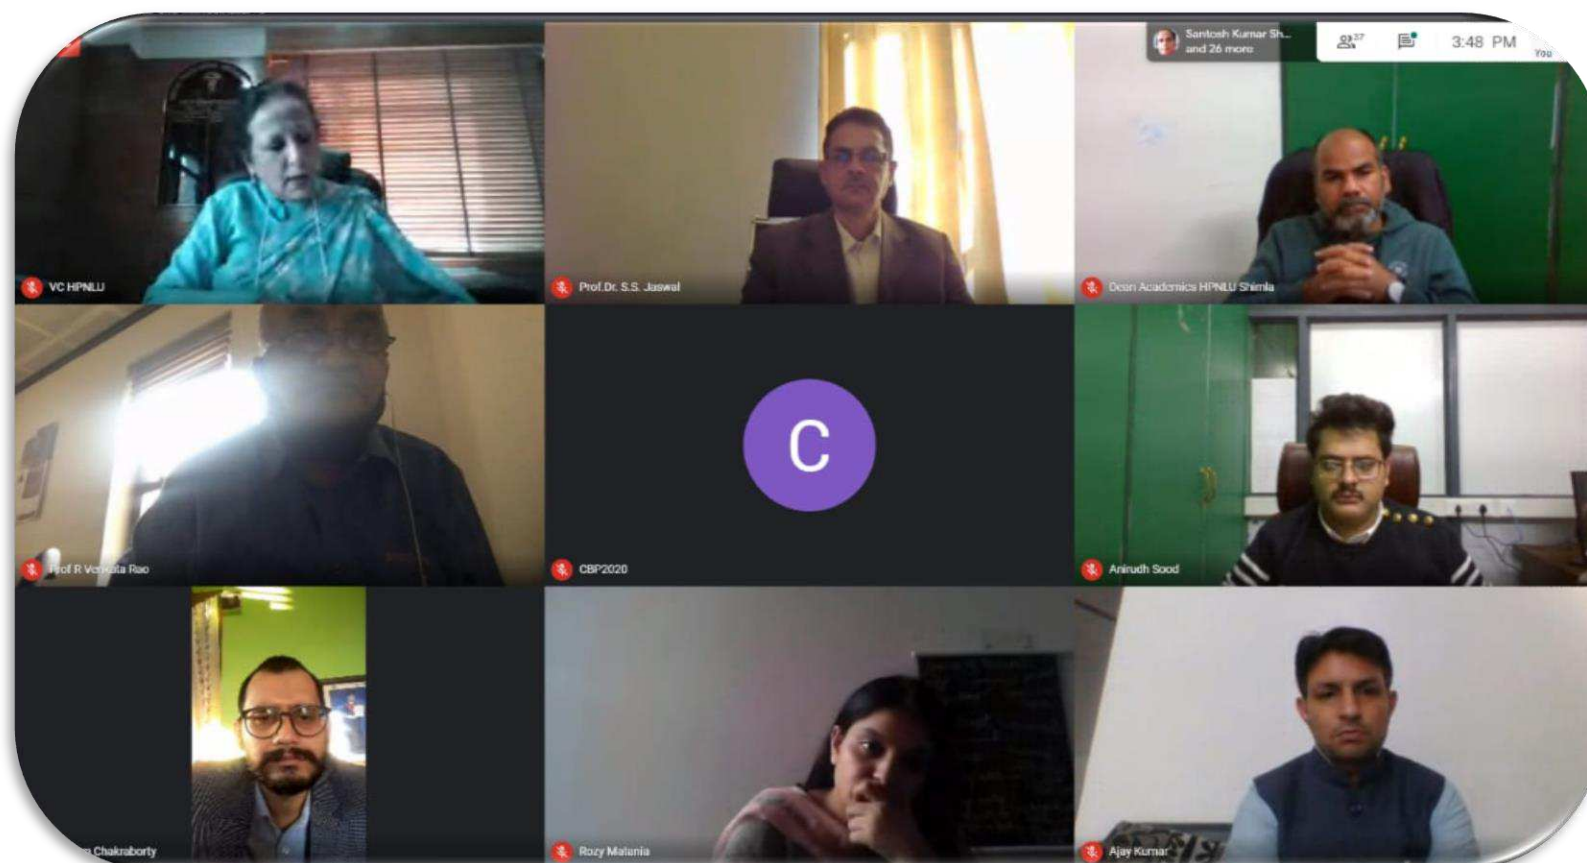 Santosh Kumar Sh...
and 26 more
37
3:48 PM
You
VC HPNLU
Prof.Dr. S.S. Jaswal
Dean Academics HPNLU Shimla
Prof R Venkata Rao
C
CBP2020
Anirudh Sood
Chakraborty
Rozy Matania
Ajay Kumar